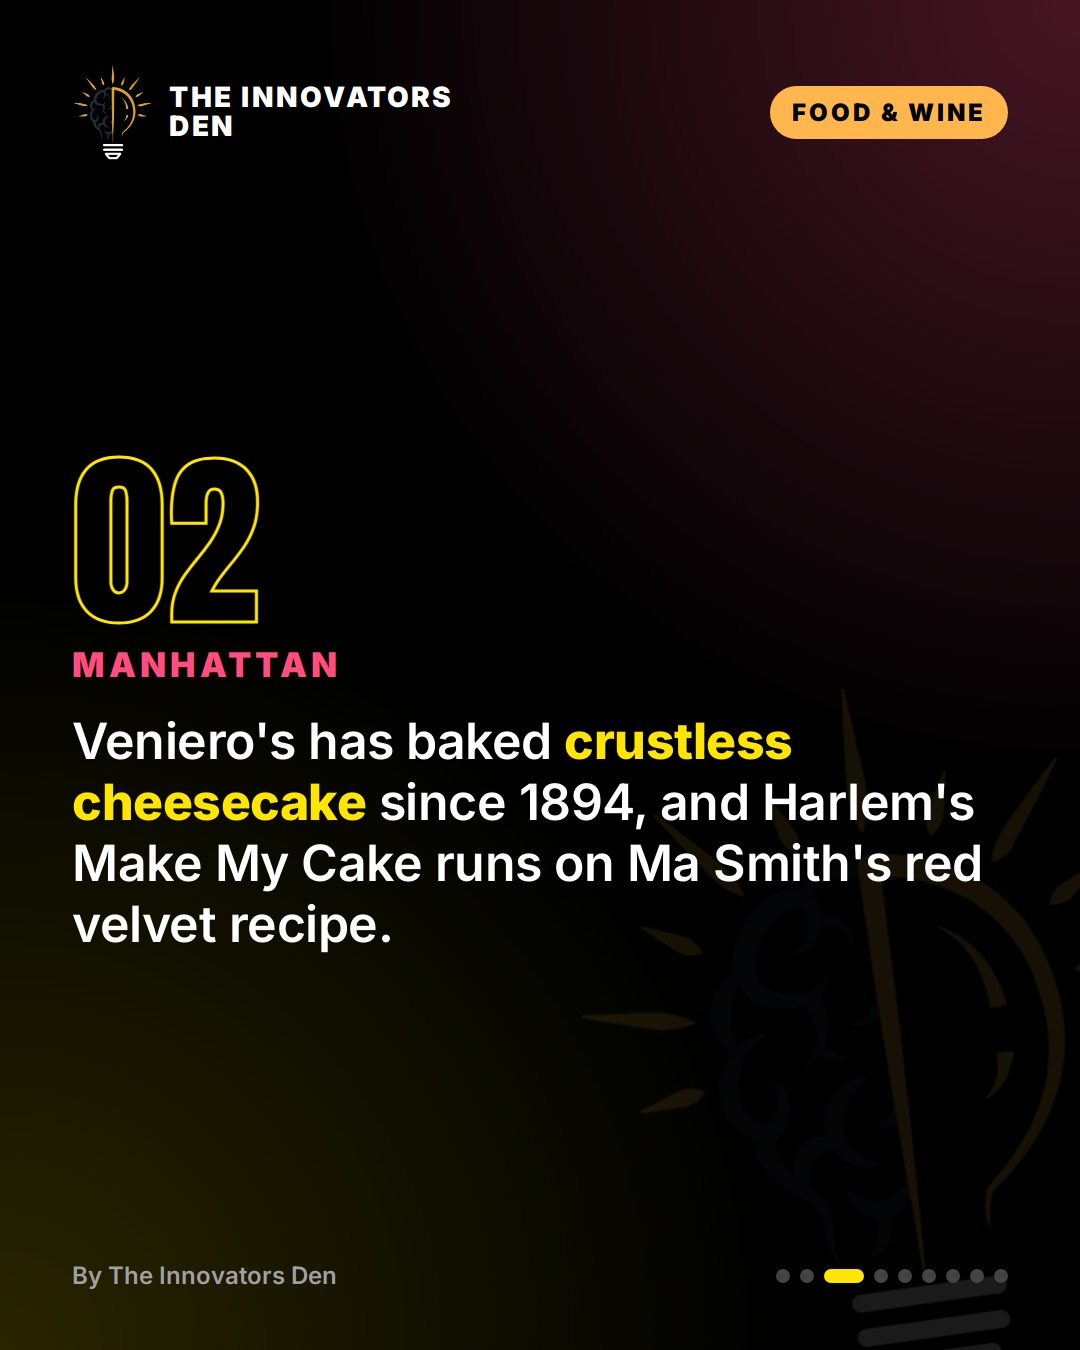 THE INNOVATORS
DEN
FOOD & WINE
02
MANHATTAN
Veniero's has baked crustless
cheesecake since 1894, and Harlem's
Make My Cake runs on Ma Smith's red
velvet recipe.
By The Innovators Den